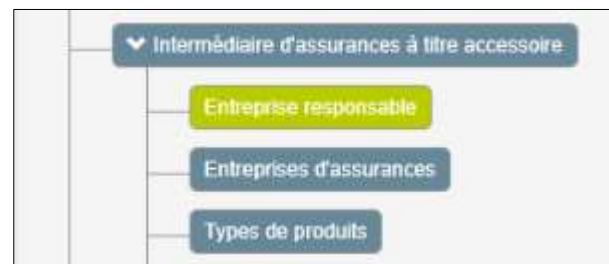 Intermédiaire d'assurances à titre accessoire
Entreprise responsable
Entreprises d'assurances
Types de produits